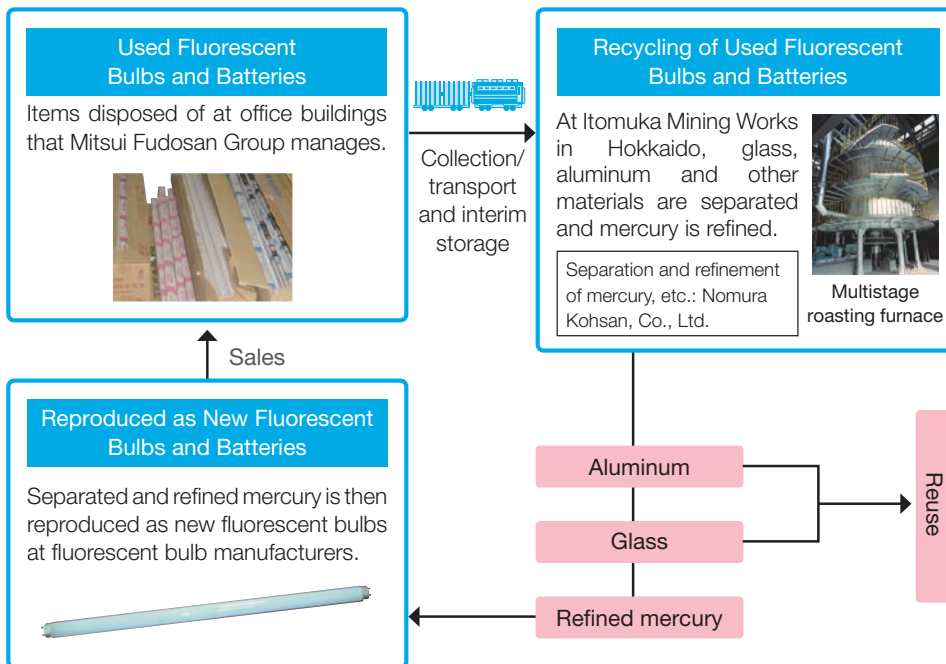 Used Fluorescent
Bulbs and Batteries
Items disposed of at office buildings
that Mitsui Fudosan Group manages.
Collection/
transport
and interim
storage
Recycling of Used Fluorescent
Bulbs and Batteries
At Itomuka Mining Works
in Hokkaido, glass,
aluminum and other
materials are separated
and mercury is refined.
Separation and refinement
of mercury, etc.: Nomura
Kohsan, Co., Ltd.
Multistage
roasting furnace
Sales
Reproduced as New Fluorescent
Bulbs and Batteries
Separated and refined mercury is then
reproduced as new fluorescent bulbs
at fluorescent bulb manufacturers.
Aluminum
Glass
Refined mercury
Reuse